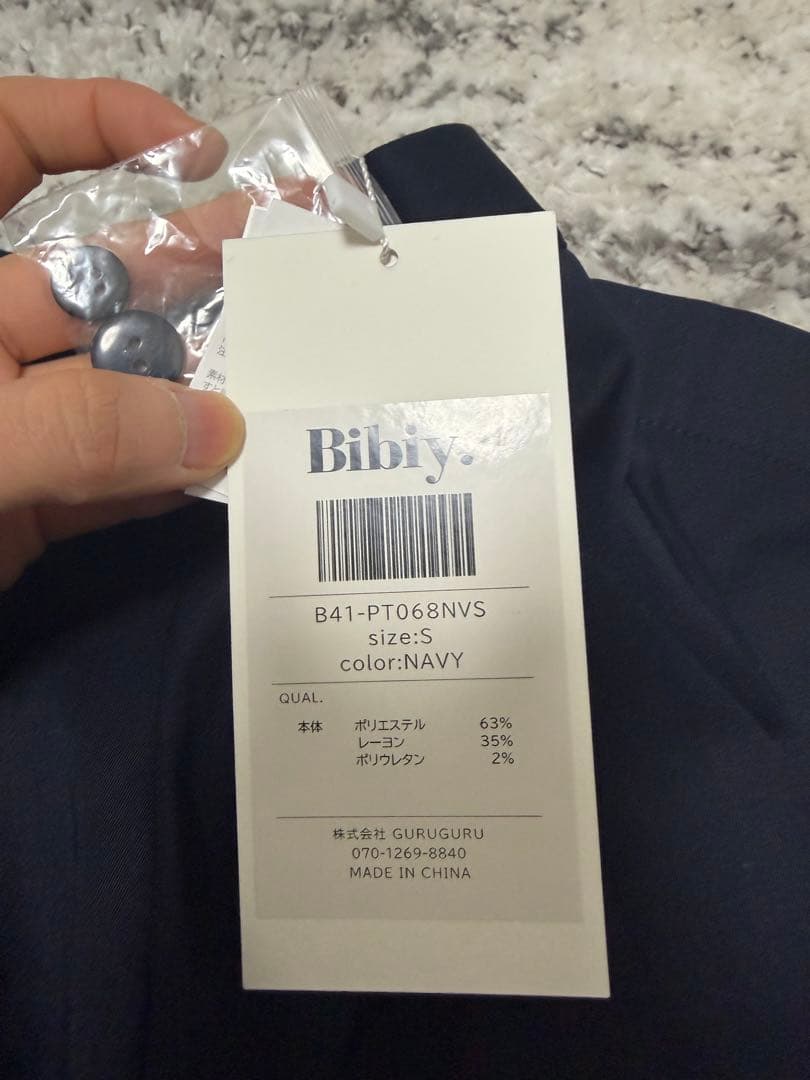 Bibiy.
B41-PT068NVS
size:S
color:NAVY
QUAL.
本体 ポリエステル 63%
レーヨン 35%
ポリウレタン 2%
株式会社 GURUGURU
070-1269-8840
MADE IN CHINA
素材